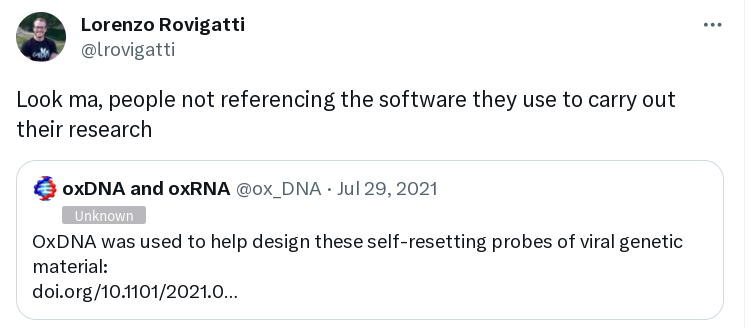 Lorenzo Rovigatti
@lrovigatti
Look ma, people not referencing the software they use to carry out
their research
oxDNA and oxRNA @ox_DNA · Jul 29, 2021
Unknown
OxDNA was used to help design these self-resetting probes of viral genetic
material:
doi.org/10.1101/2021.0...